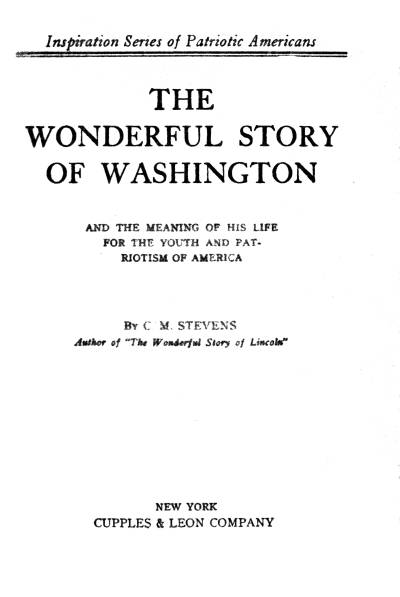 Inspiration Series of Patriotic Americans
THE
WONDERFUL STORY
OF WASHINGTON
AND THE MEANING OF HIS LIFE
FOR THE YOUTH AND PAT-
RIOTISM OF AMERICA
By C. M. STEVENS
Author of "The Wonderful Story of Lincoln"
NEW YORK
CUPPLES & LEON COMPANY